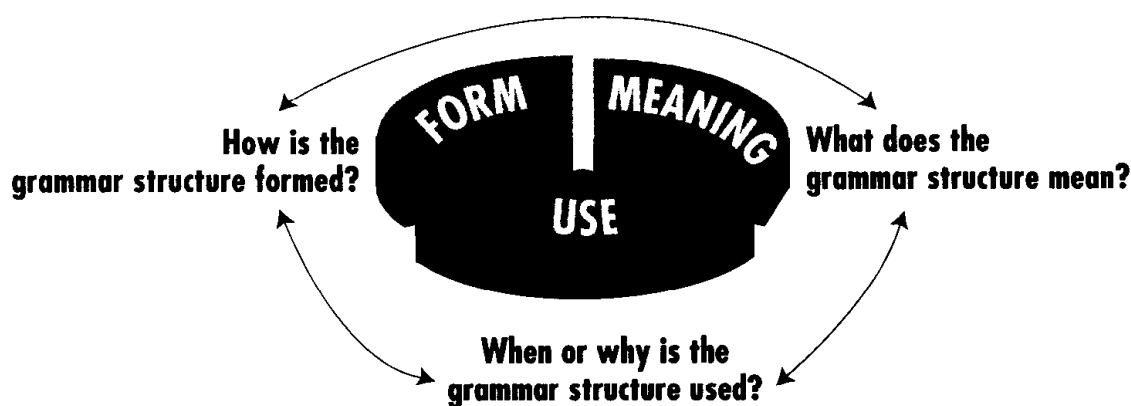 FORM
MEANING
How is the
grammar structure formed?
What does the
grammar structure mean?
USE
When or why is the
grammar structure used?